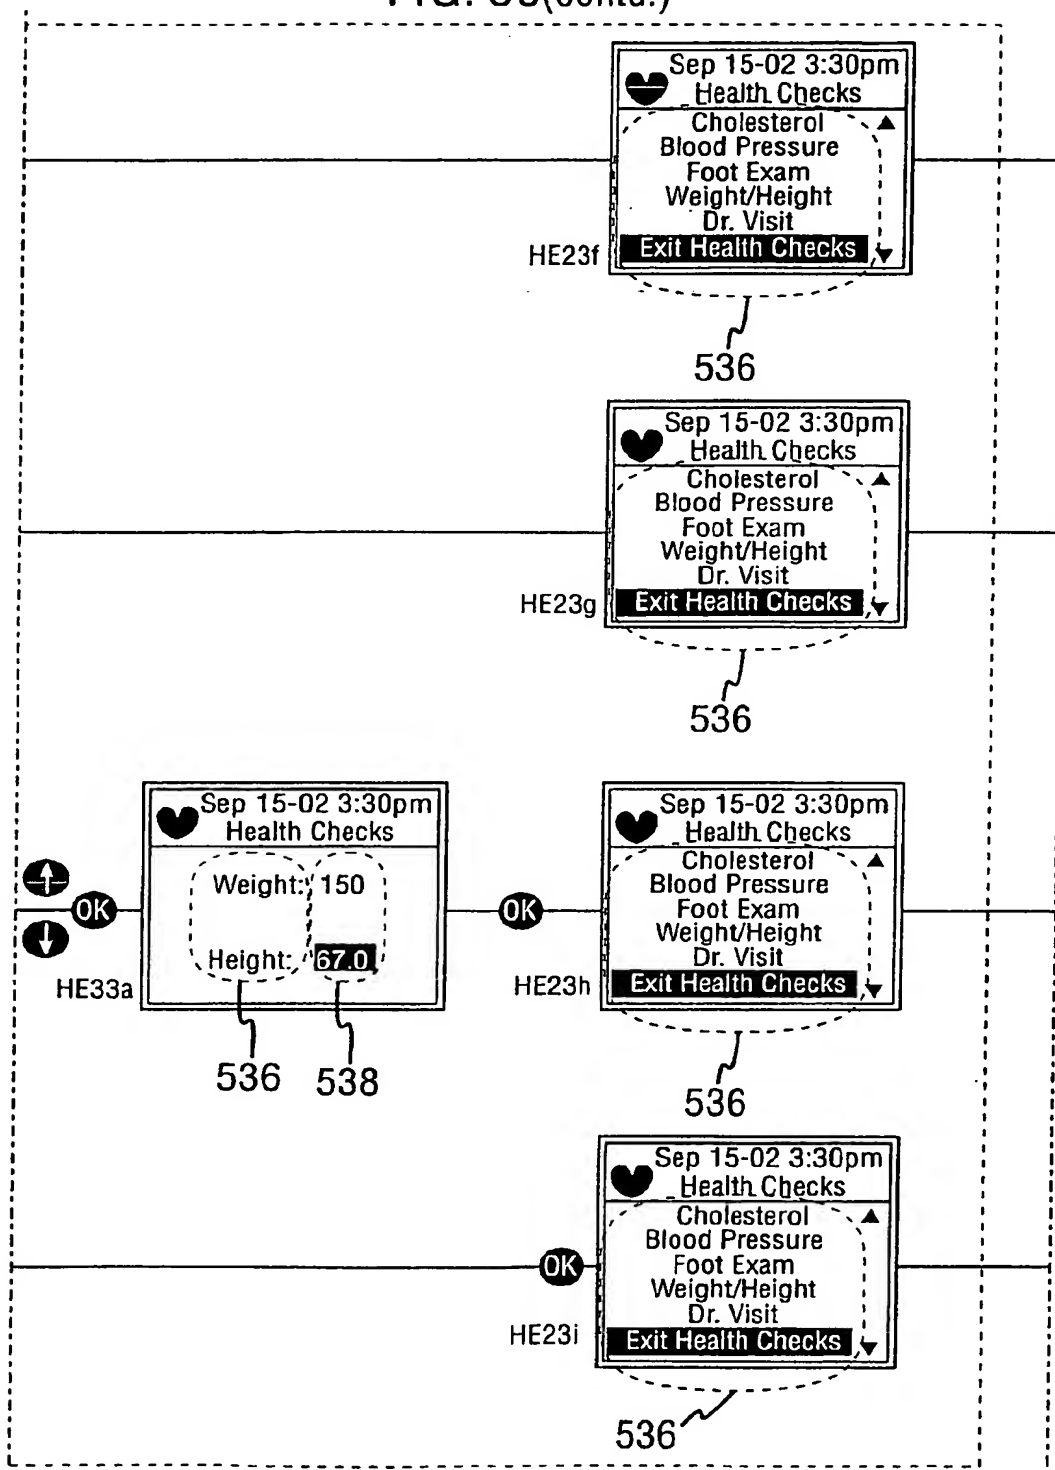 (contd.)
Sep 15-02 3:30pm
Health Checks
Cholesterol
Blood Pressure
Foot Exam
Weight/Height
Dr. Visit
Exit Health Checks
HE23f
536
Sep 15-02 3:30pm
Health Checks
Cholesterol
Blood Pressure
Foot Exam
Weight/Height
Dr. Visit
Exit Health Checks
HE23g
536
Sep 15-02 3:30pm
Health Checks
Weight: 150
Height: 67.0
OK
HE33a
536 538
OK
Sep 15-02 3:30pm
Health Checks
Cholesterol
Blood Pressure
Foot Exam
Weight/Height
Dr. Visit
Exit Health Checks
HE23h
536
OK
Sep 15-02 3:30pm
Health Checks
Cholesterol
Blood Pressure
Foot Exam
Weight/Height
Dr. Visit
Exit Health Checks
HE23i
536